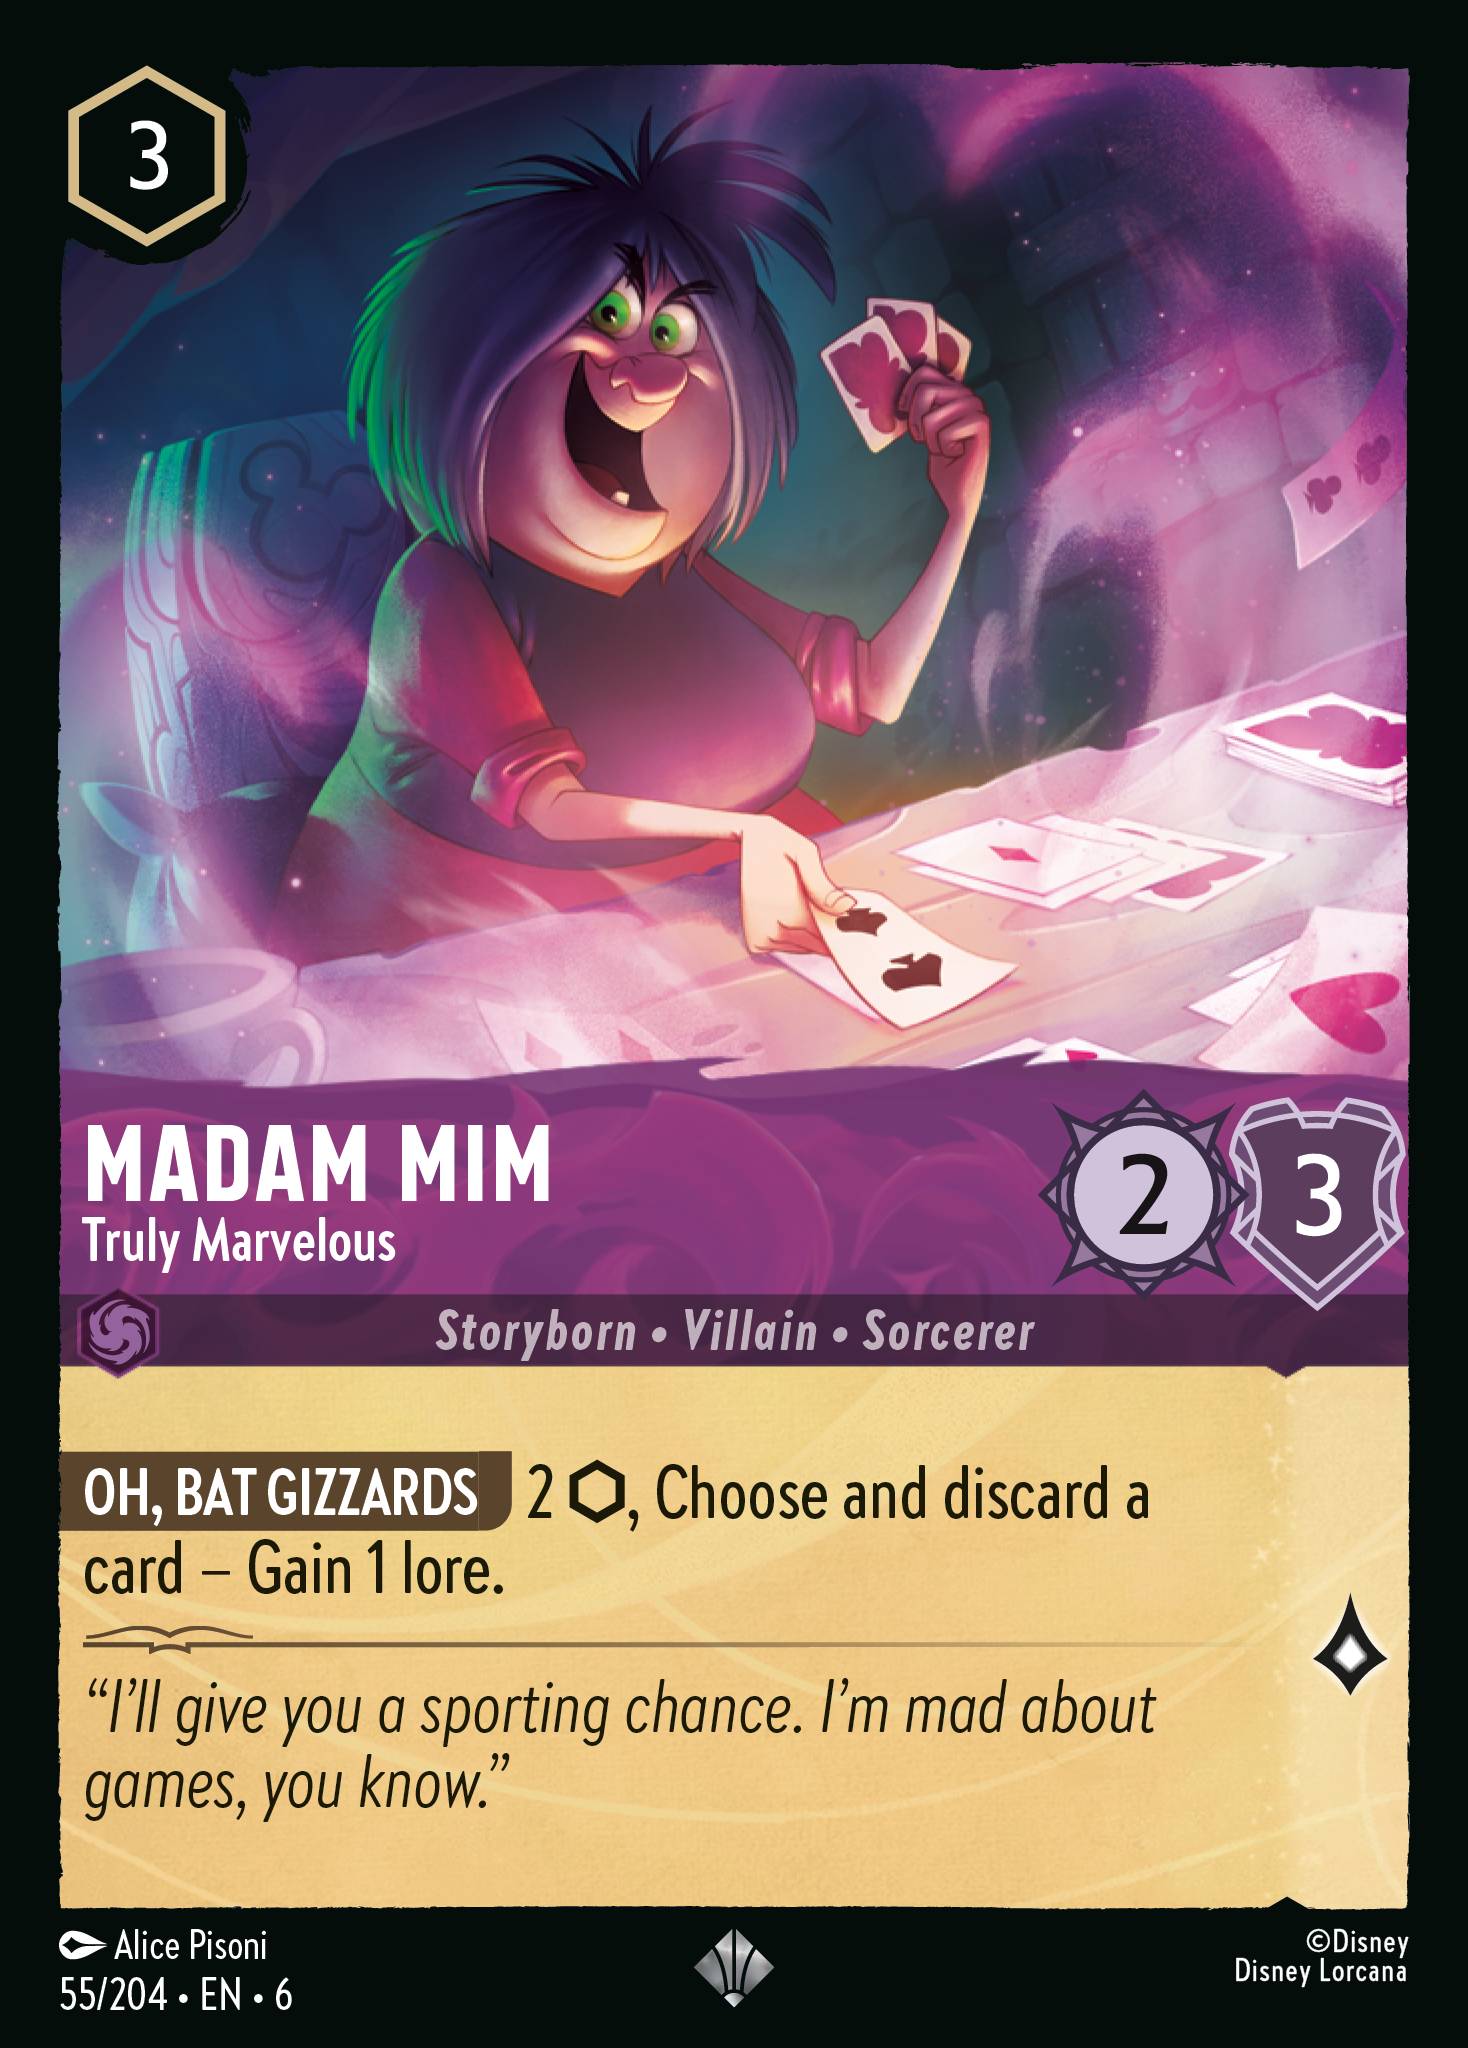 3
MADAM MIM
Truly Marvelous
2 3
Storyborn • Villain • Sorcerer
OH, BAT GIZZARDS 2 ⬡, Choose and discard a
card – Gain 1 lore.
“I’ll give you a sporting chance. I’m mad about
games, you know.”
Alice Pisoni
55/204 • EN • 6
©Disney
Disney Lorcana